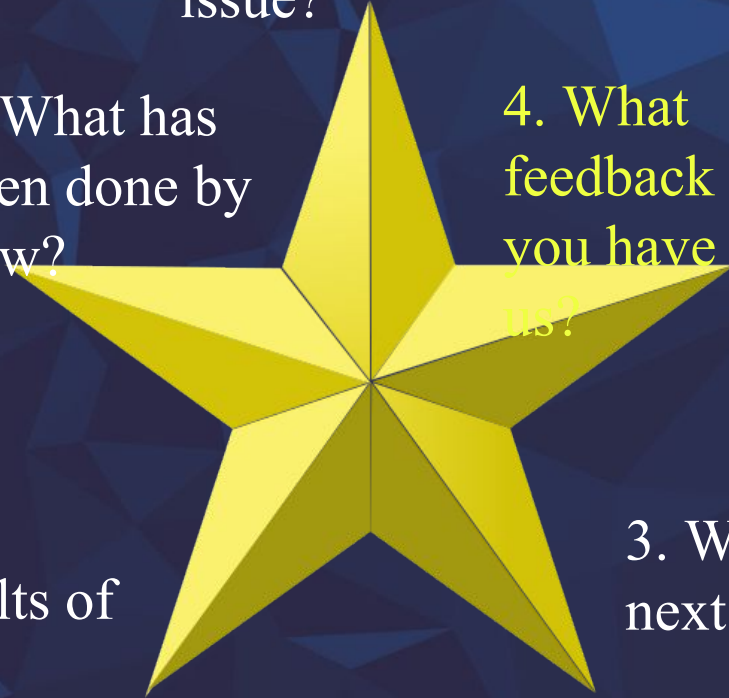 issue?
What has
en done by
w?
4. What
feedback
you have
us?
lts of
3. W
next